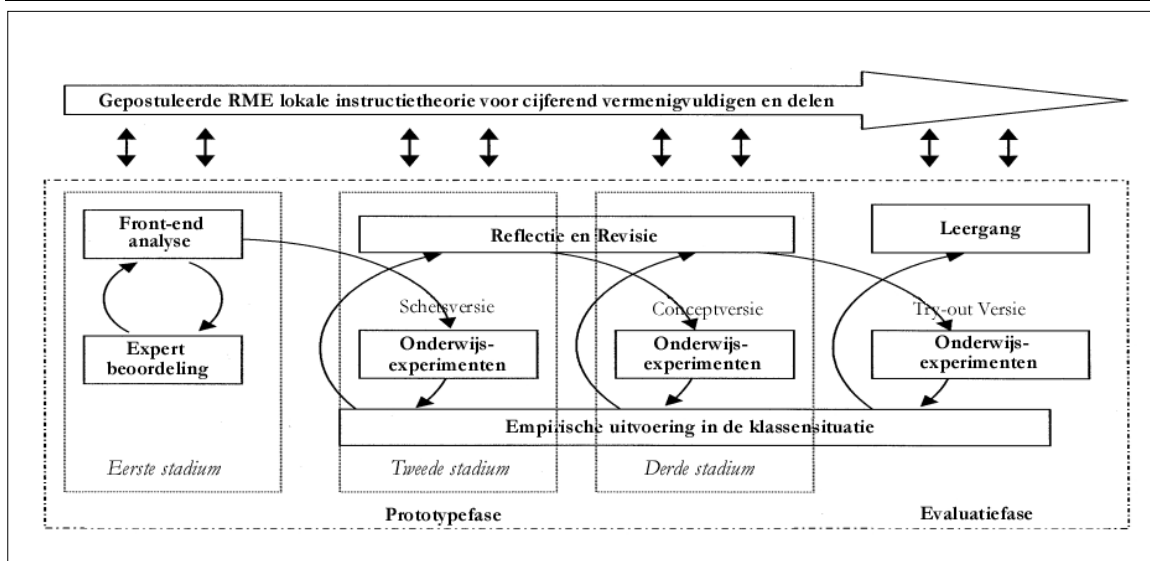 Gepostuleerde RME lokale instructietheorie voor cijferend vermenigvuldigen en delen
Front-end
analyse
Reflectie en Revisie
Leergang
Schetsversie
Conceptversie
Try-out Versie
Expert
beoordeling
Onderwijs-
experimenten
Onderwijs-
experimenten
Onderwijs-
experimenten
Empirische uitvoering in de klassensituatie
Eerste stadium
Tweede stadium
Derde stadium
Prototypefase
Evaluatiefase